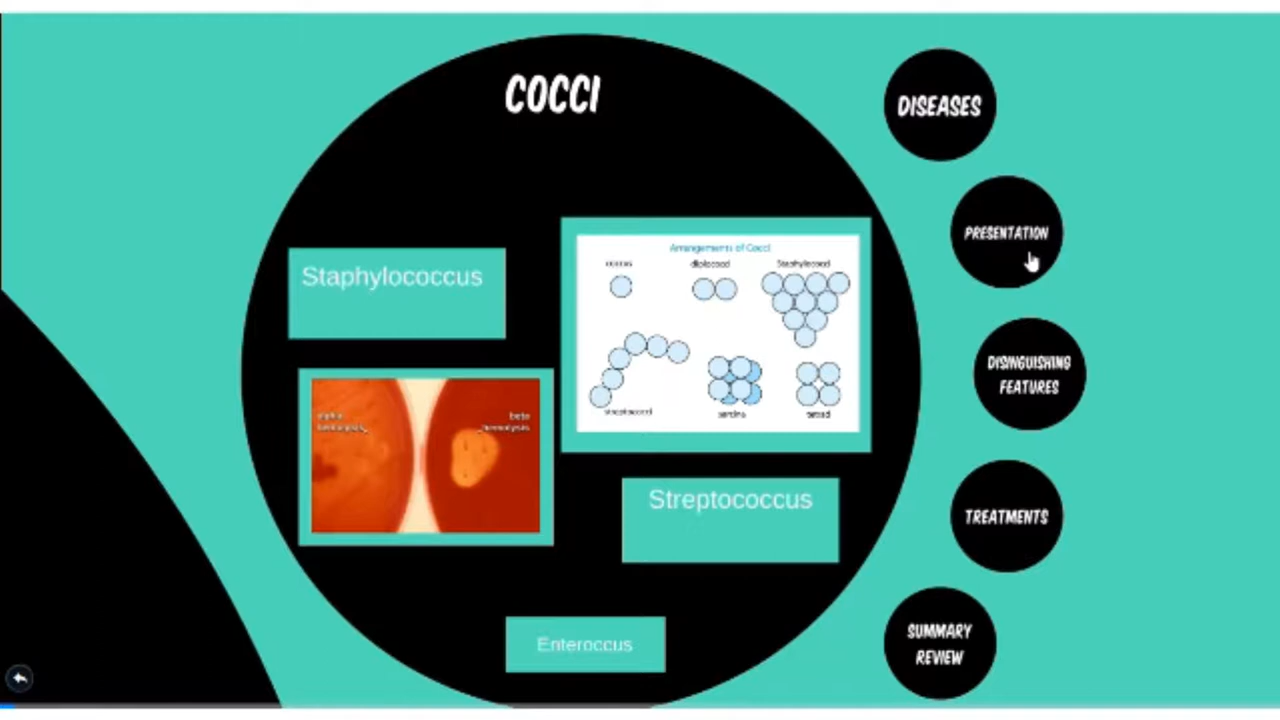 COCCI
Staphylococcus
Arrangements of Cocci
coccus
diplococci
Staphylococci
streptococci
sarcina
tetrad
alpha
hemolysis
beta
hemolysis
Streptococcus
Enteroccus
DISEASES
PRESENTATION
DISINGUISHING
FEATURES
TREATMENTS
SUMMARY
REVIEW